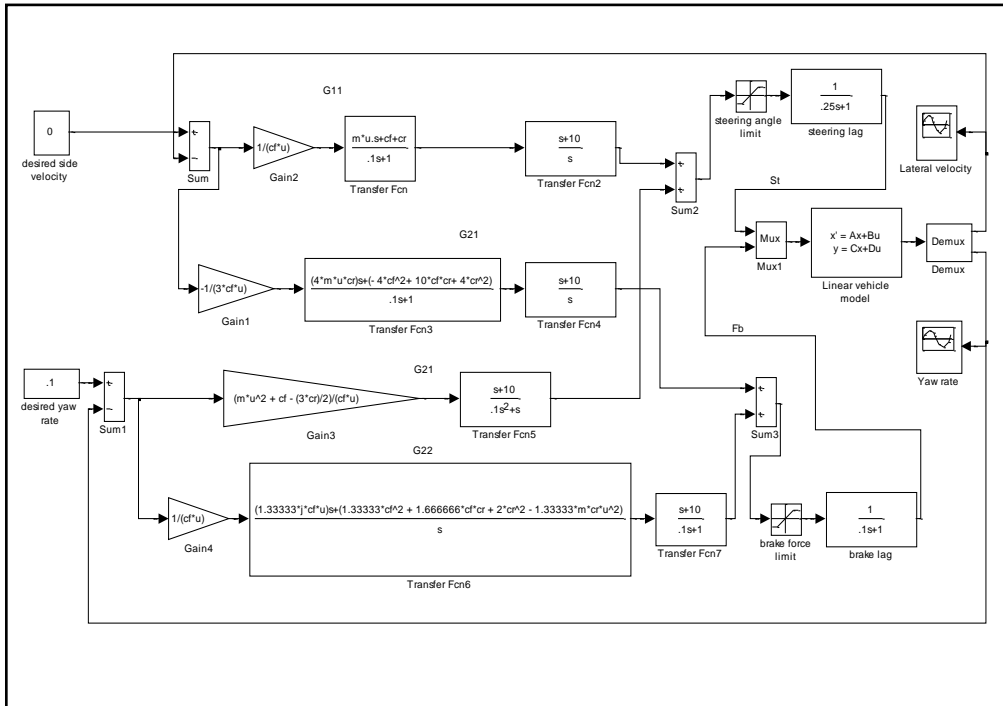 G11
0
desired side
velocity
+
-
Sum
1/(cf*u)
Gain2
m*u.s+cf+cr
.1s+1
Transfer Fcn
s+10
s
Transfer Fcn2
+
+
Sum2
steering angle
limit
1
.25s+1
steering lag
Lateral velocity
St
Mux
Mux1
x' = Ax+Bu
y = Cx+Du
Linear vehicle
model
Demux
Demux
G21
-1/(3*cf*u)
Gain1
(4*m*u*cr)s+(- 4*cf^2+ 10*cf*cr+ 4*cr^2)
.1s+1
Transfer Fcn3
s+10
s
Transfer Fcn4
Fb
Yaw rate
.1
desired yaw
rate
+
-
Sum1
G21
(m*u^2 + cf - (3*cr)/2)/(cf*u)
Gain3
s+10
.1s²+s
Transfer Fcn5
+
+
Sum3
G22
1/(cf*u)
Gain4
(1.33333*j*cf*u)s+(1.33333*cf^2 + 1.666666*cf*cr + 2*cr^2 - 1.33333*m*cr*u^2)
s
Transfer Fcn6
s+10
.1s+1
Transfer Fcn7
brake force
limit
1
.1s+1
brake lag